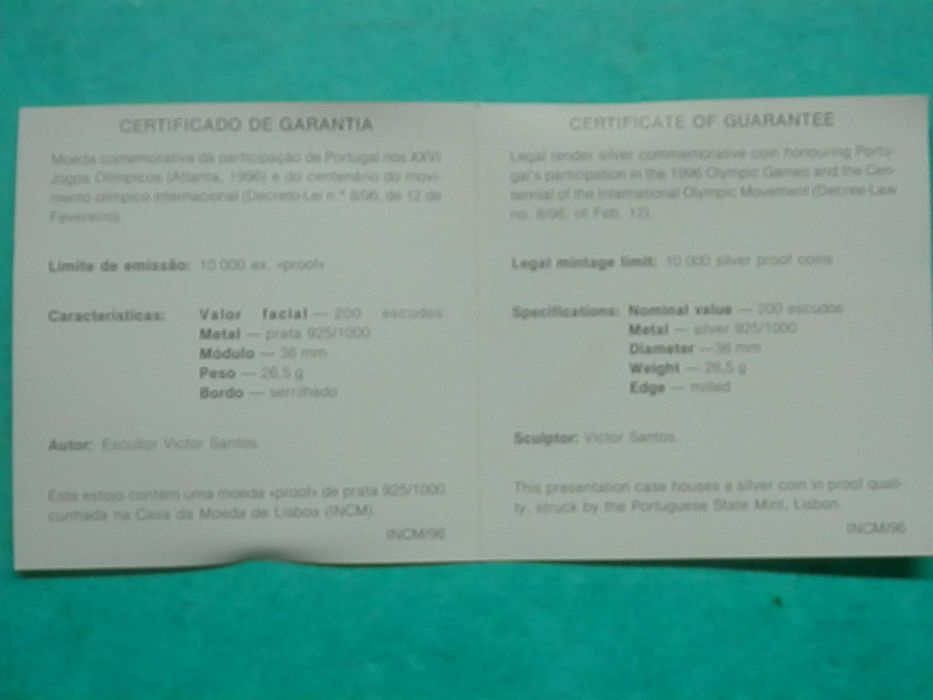 CERTIFICADO DE GARANTIA
Moeda comemorativa da participação de Portugal nos XXVI
Jogos Olímpicos (Atlanta, 1996) e do centenário do movi-
mento olímpico internacional (Decreto-Lei n.º 8/96, de 12 de
Fevereiro).
Limite de emissão: 10 000 ex. «proof»
Características: Valor facial — 200 escudos
Metal — prata 925/1000
Módulo — 36 mm
Peso — 26,5 g
Bordo — serrilhado
Autor: Escultor Victor Santos.
Este estojo contém uma moeda «proof» de prata 925/1000
cunhada na Casa da Moeda de Lisboa (INCM).
INCM/96
CERTIFICATE OF GUARANTEE
Legal tender silver commemorative coin honouring Portu-
gal's participation in the 1996 Olympic Games and the Cen-
tennial of the International Olympic Movement (Decree-Law
no. 8/96, of Feb. 12).
Legal mintage limit: 10 000 silver proof coins
Specifications: Nominal value — 200 escudos
Metal — silver 925/1000
Diameter —36 mm
Weight — 26,5 g
Edge — milled
Sculptor: Victor Santos.
This presentation case houses a silver coin in proof quali-
ty, struck by the Portuguese State Mint, Lisbon.
INCM/96